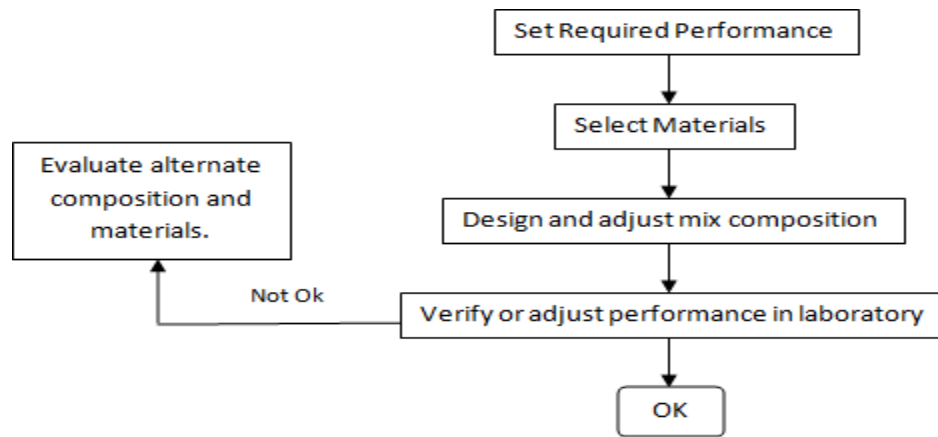 Set Required Performance
Select Materials
Evaluate alternate
composition and
materials.
Design and adjust mix composition
Not Ok
Verify or adjust performance in laboratory
OK